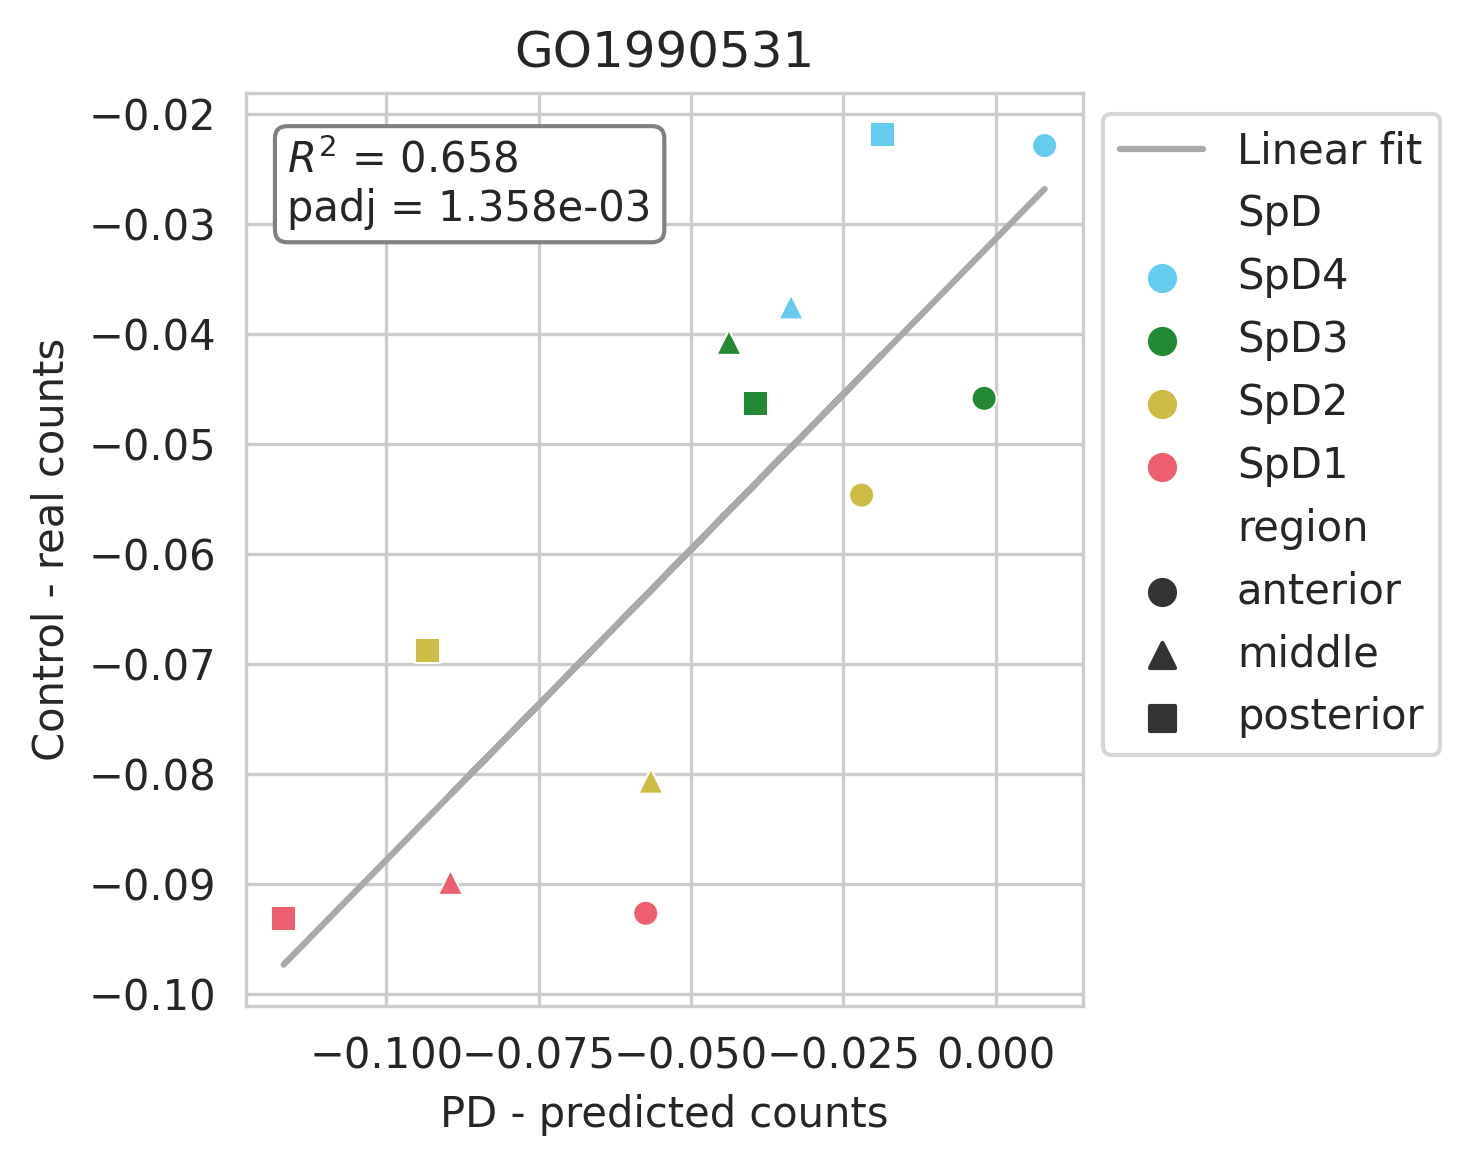 GO1990531
−0.02
−0.03
−0.04
−0.05
−0.06
−0.07
−0.08
−0.09
−0.10
Control - real counts
R² = 0.658
padj = 1.358e-03
−0.100 −0.075 −0.050 −0.025 0.000
PD - predicted counts
Linear fit
SpD
SpD4
SpD3
SpD2
SpD1
region
anterior
middle
posterior